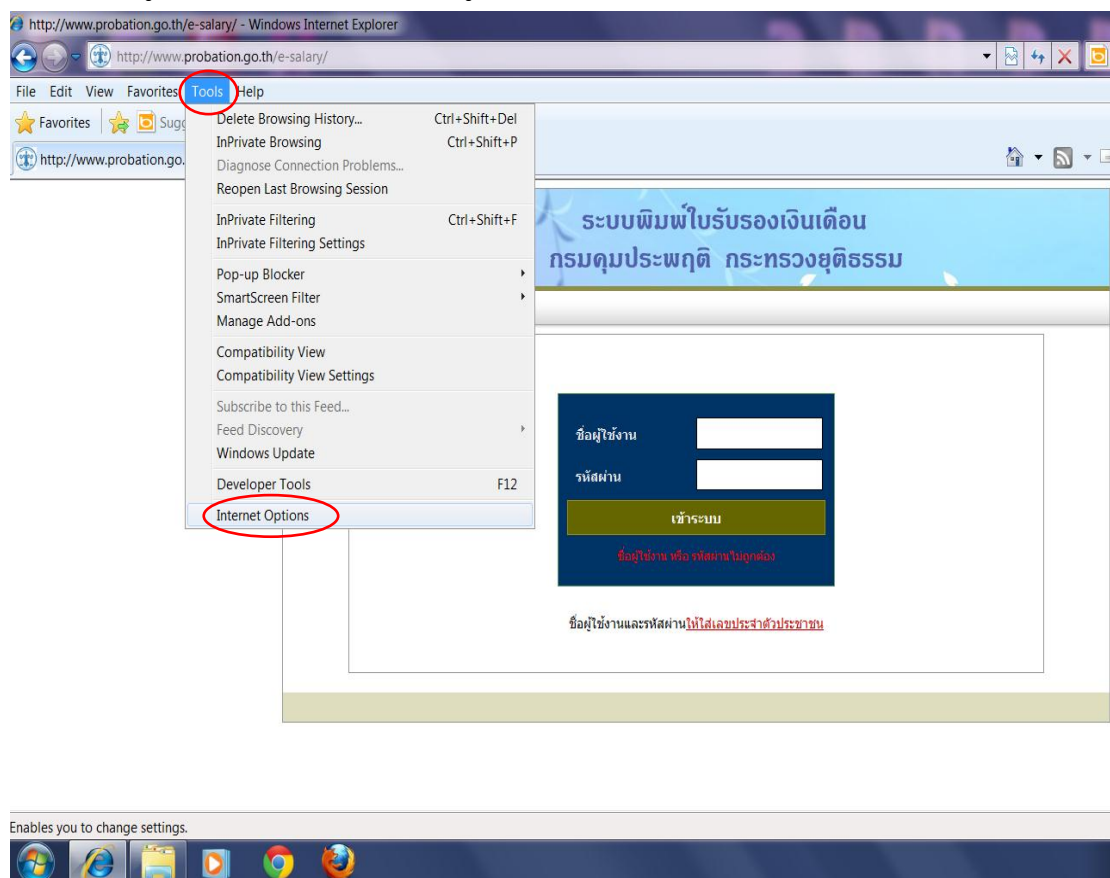 http://www.probation.go.th/e-salary/ - Windows Internet Explorer
http://www.probation.go.th/e-salary/
File Edit View Favorites Tools Help
Favorites Sugg
http://www.probation.go.
Delete Browsing History... Ctrl+Shift+Del
InPrivate Browsing Ctrl+Shift+P
Diagnose Connection Problems...
Reopen Last Browsing Session
InPrivate Filtering Ctrl+Shift+F
InPrivate Filtering Settings
Pop-up Blocker
SmartScreen Filter
Manage Add-ons
Compatibility View
Compatibility View Settings
Subscribe to this Feed...
Feed Discovery
Windows Update
Developer Tools F12
Internet Options
ระบบพิมพ์ใบรับรองเงินเดือน
กรมคุมประพฤติ กระทรวงยุติธรรม
ชื่อผู้ใช้งาน
รหัสผ่าน
เข้าระบบ
ชื่อผู้ใช้งาน หรือ รหัสผ่านไม่ถูกต้อง
ชื่อผู้ใช้งานและรหัสผ่านให้ใส่เลขประจำตัวประชาชน
Enables you to change settings.